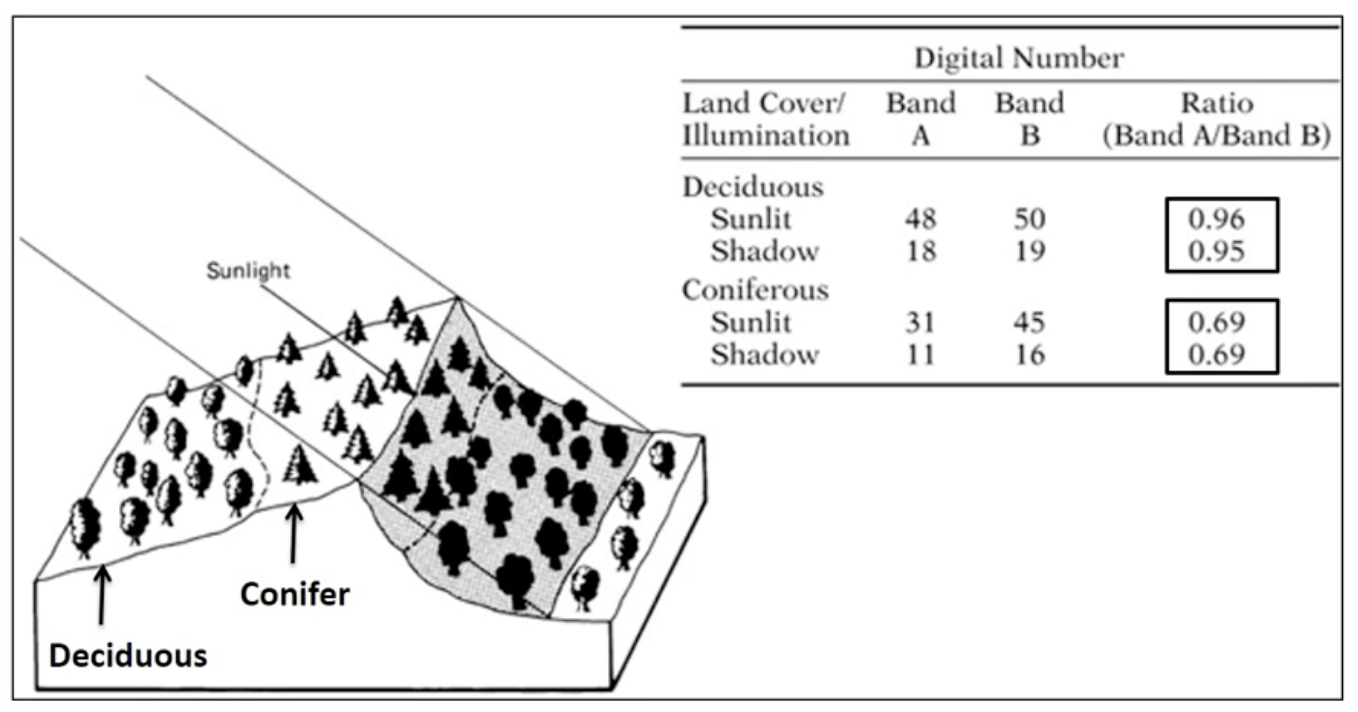 Sunlight
Conifer
Deciduous
Digital Number
Land Cover/ Band Band Ratio
Illumination A B (Band A/Band B)
Deciduous
Sunlit 48 50 0.96
Shadow 18 19 0.95
Coniferous
Sunlit 31 45 0.69
Shadow 11 16 0.69